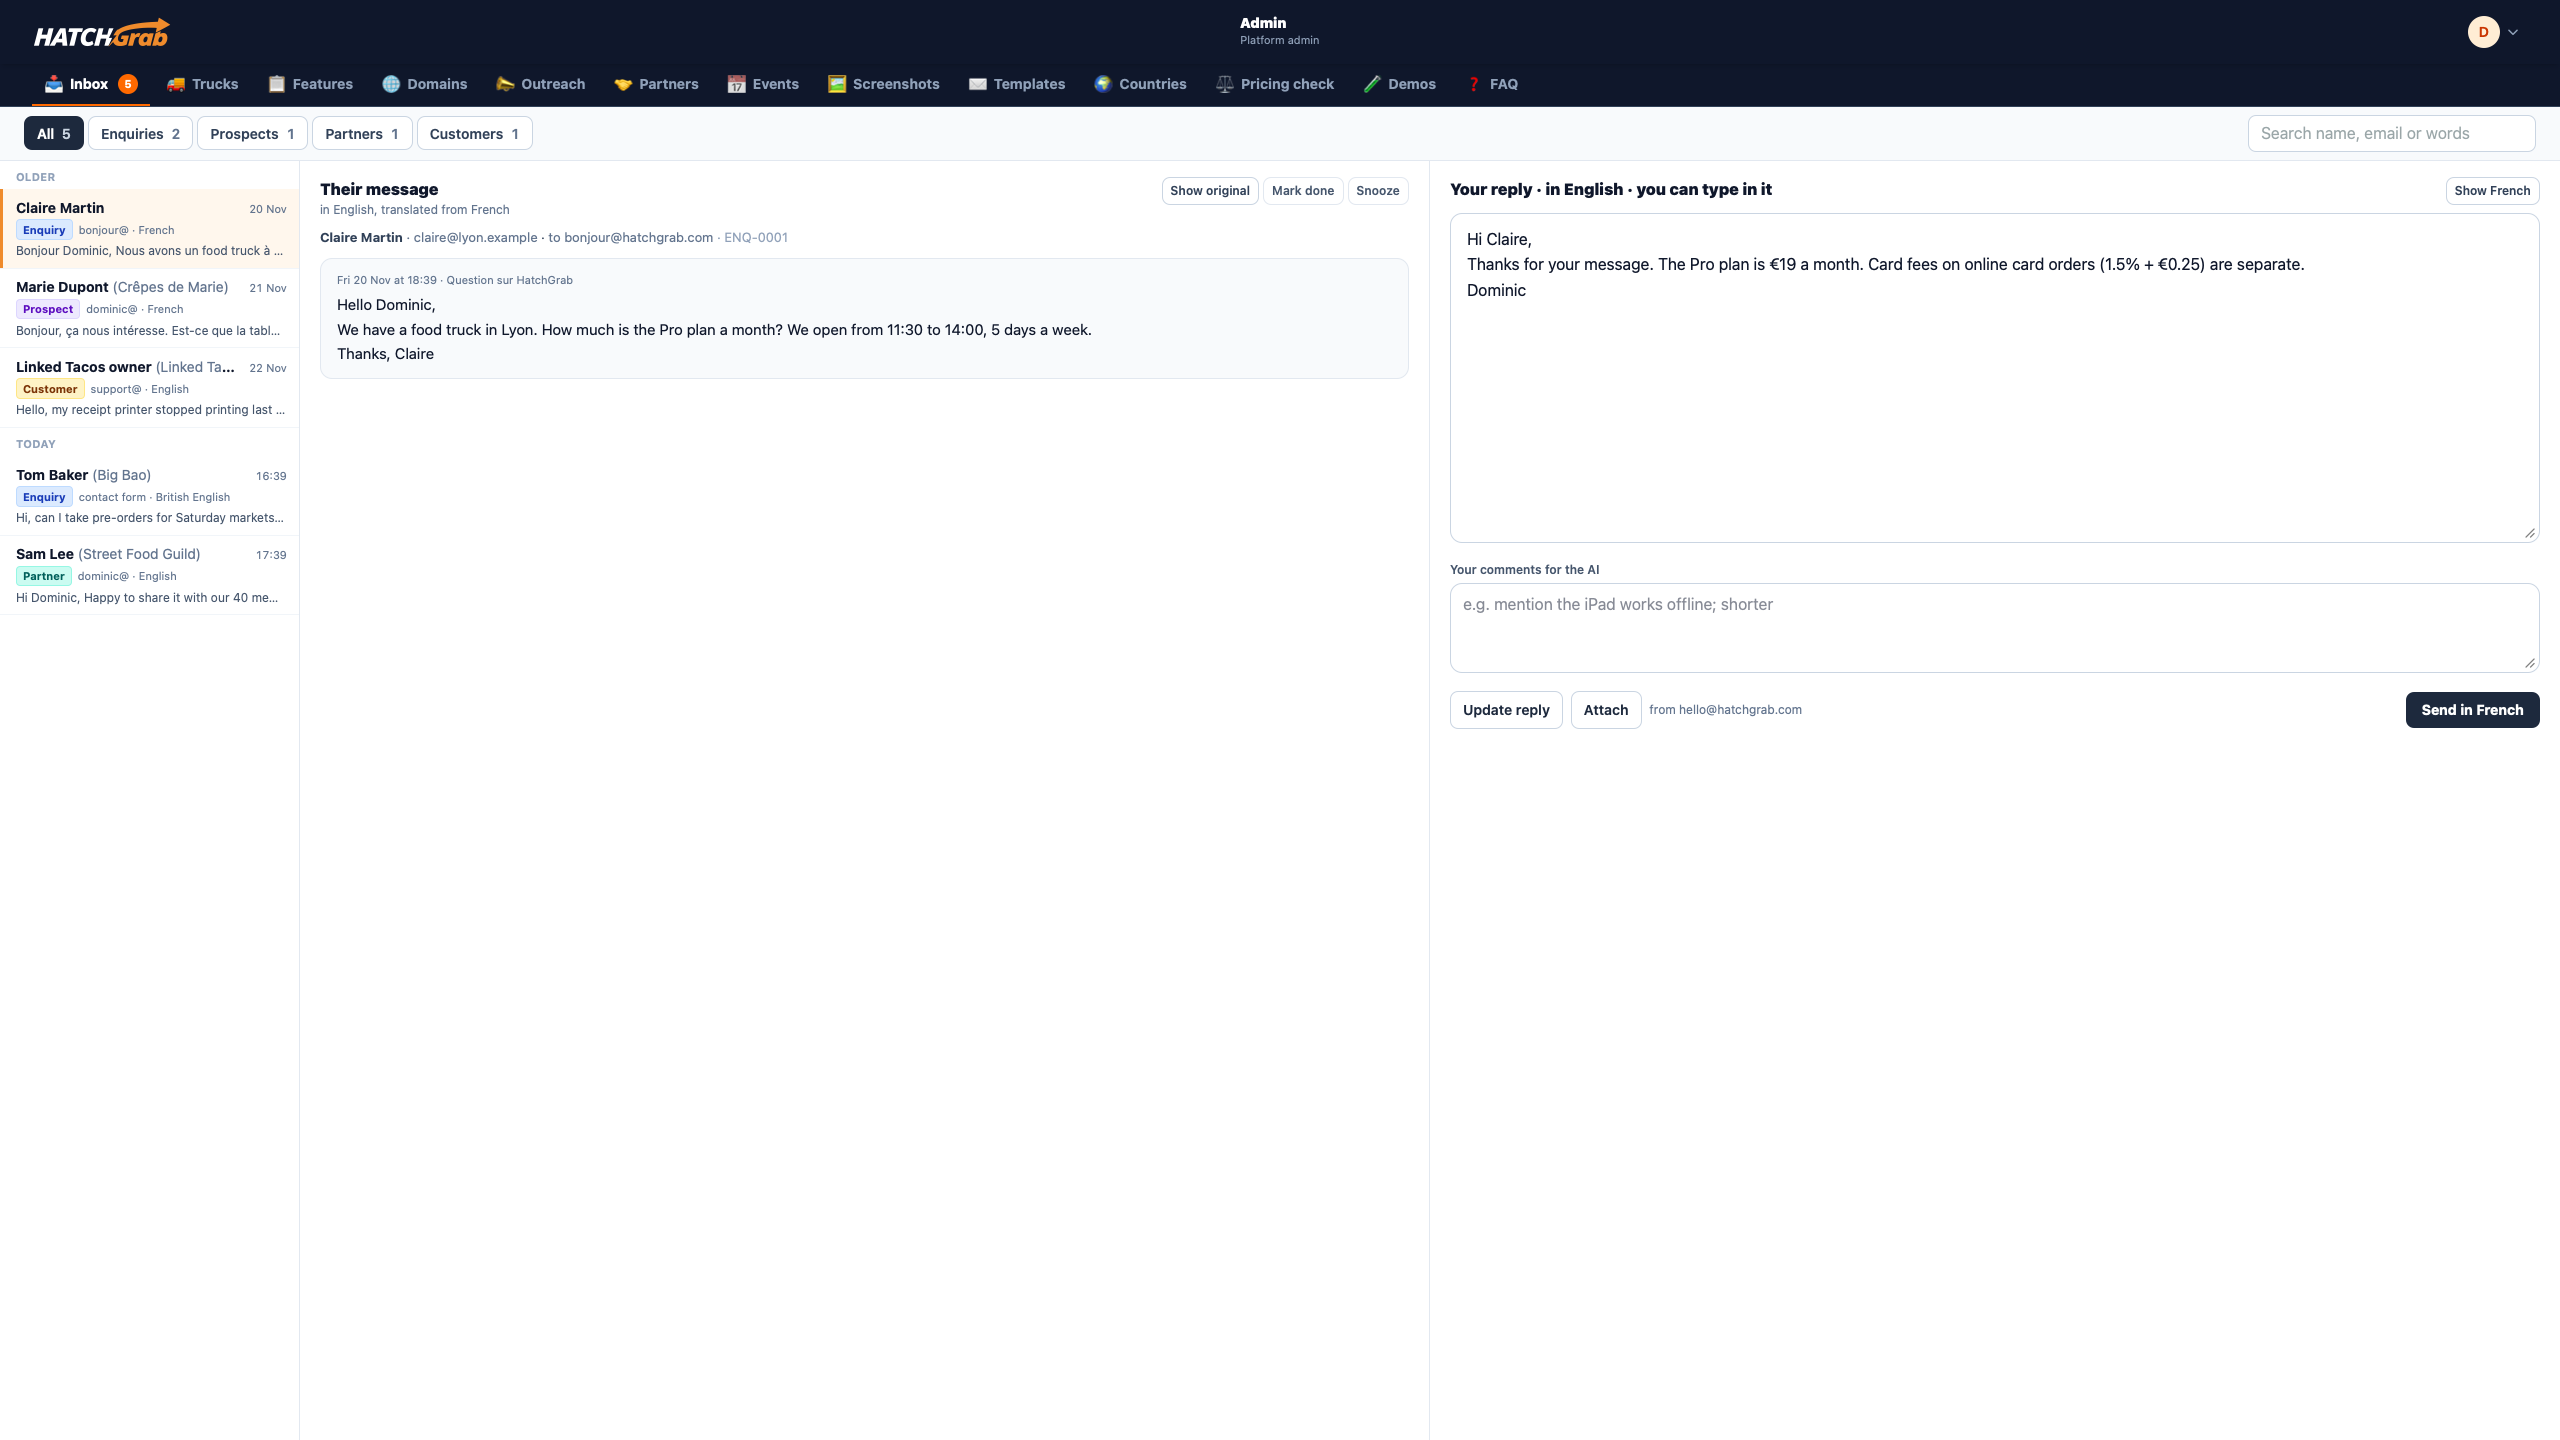 HATCHGrab
Admin
Platform admin
D
Inbox 5
Trucks
Features
Domains
Outreach
Partners
Events
Screenshots
Templates
Countries
Pricing check
Demos
FAQ
All 5
Enquiries 2
Prospects 1
Partners 1
Customers 1
Search name, email or words
OLDER
Claire Martin 20 Nov
Enquiry bonjour@ · French
Bonjour Dominic, Nous avons un food truck à ...
Marie Dupont (Crêpes de Marie) 21 Nov
Prospect dominic@ · French
Bonjour, ça nous intéresse. Est-ce que la tabl...
Linked Tacos owner (Linked Ta... 22 Nov
Customer support@ · English
Hello, my receipt printer stopped printing last ...
TODAY
Tom Baker (Big Bao) 16:39
Enquiry contact form · British English
Hi, can I take pre-orders for Saturday markets...
Sam Lee (Street Food Guild) 17:39
Partner dominic@ · English
Hi Dominic, Happy to share it with our 40 me...
Their message
Show original
Mark done
Snooze
in English, translated from French
Claire Martin · claire@lyon.example · to bonjour@hatchgrab.com · ENQ-0001
Fri 20 Nov at 18:39 · Question sur HatchGrab
Hello Dominic,
We have a food truck in Lyon. How much is the Pro plan a month? We open from 11:30 to 14:00, 5 days a week.
Thanks, Claire
Your reply · in English · you can type in it
Show French
Hi Claire,
Thanks for your message. The Pro plan is €19 a month. Card fees on online card orders (1.5% + €0.25) are separate.
Dominic
Your comments for the AI
e.g. mention the iPad works offline; shorter
Update reply
Attach
from hello@hatchgrab.com
Send in French